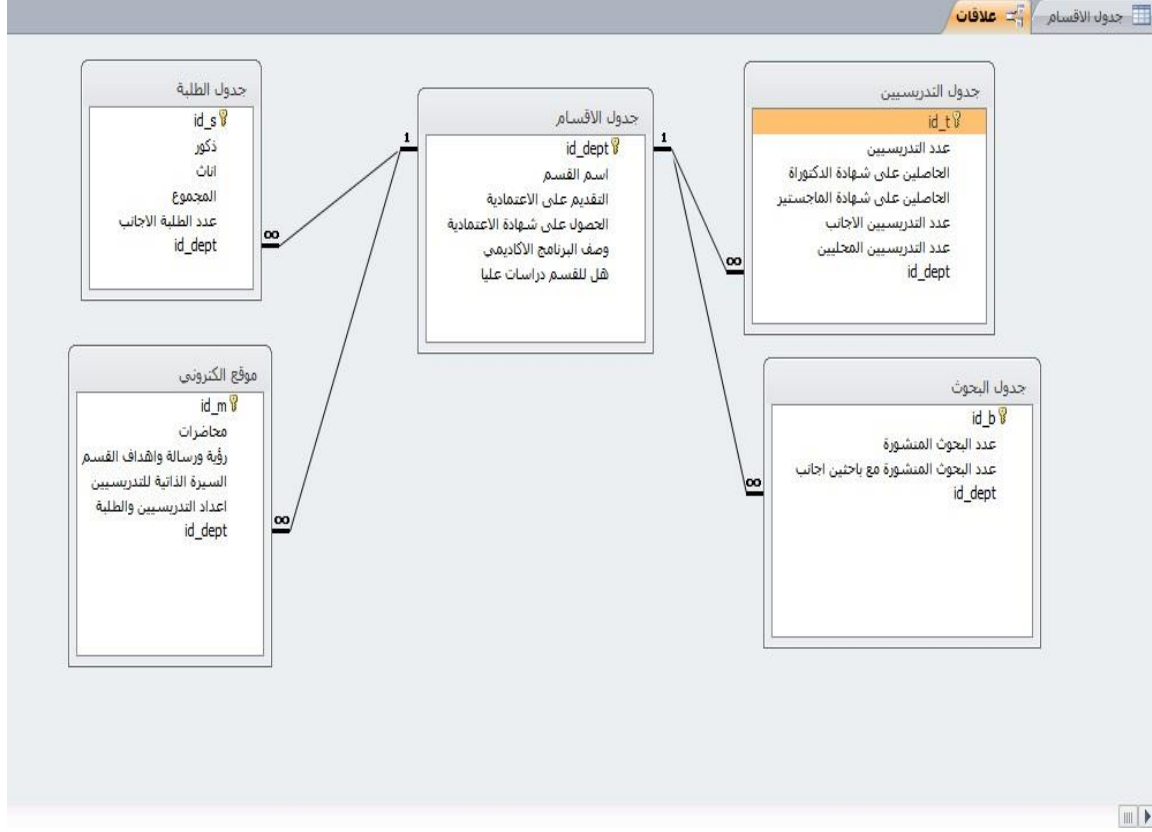 جدول الاقسام
علاقات
جدول التدريسيين
id_t
عدد التدريسيين
الحاصلين على شهادة الدكتوراة
الحاصلين على شهادة الماجستير
عدد التدريسيين الاجانب
عدد التدريسيين المحليين
id_dept
جدول الاقسام
id_dept
اسم القسم
التقديم على الاعتمادية
الحصول على شهادة الاعتمادية
وصف البرنامج الاكاديمي
هل للقسم دراسات عليا
جدول الطلبة
id_s
ذكور
اناث
المجموع
عدد الطلبة الاجانب
id_dept
جدول البحوث
id_b
عدد البحوث المنشورة
عدد البحوث المنشورة مع باحثين اجانب
id_dept
موقع الكتروني
id_m
محاضرات
رؤية ورسالة واهداف القسم
السيرة الذاتية للتدريسيين
اعداد التدريسيين والطلبة
id_dept
1
1
∞
∞
∞
∞